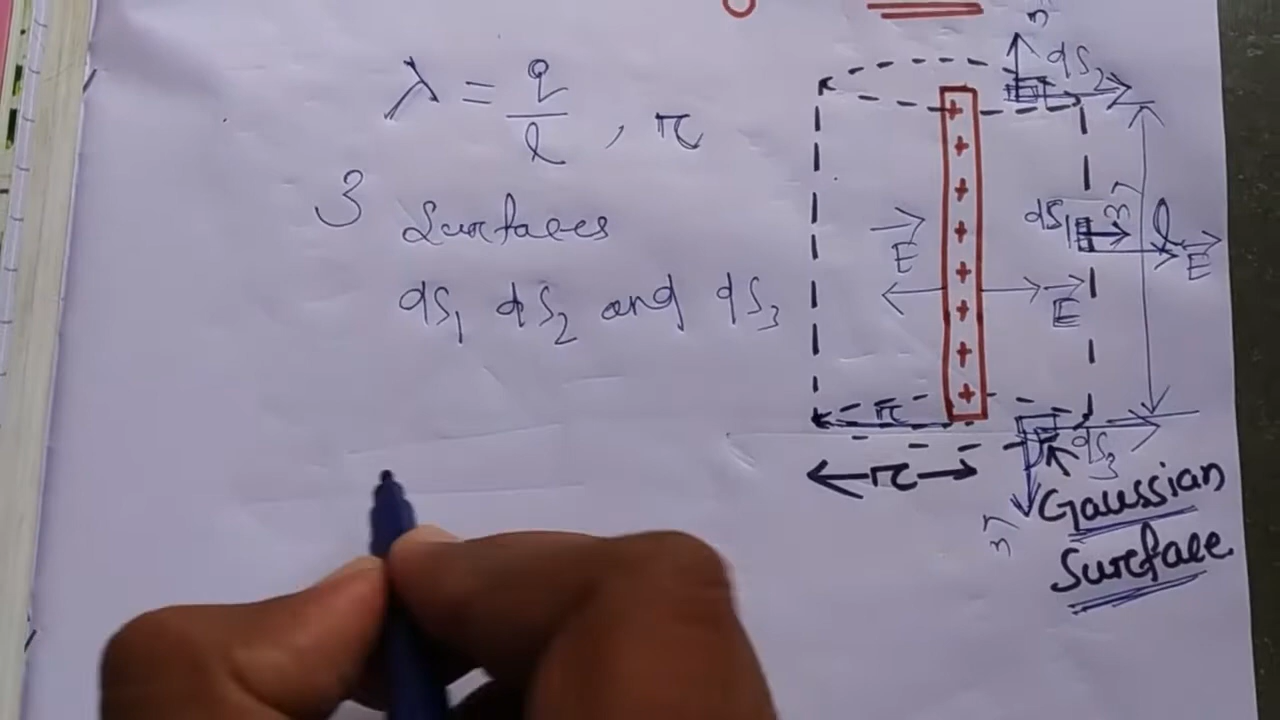 λ = q/l , r
3 Surfaces
dS₁ dS₂ and dS₃
n̂
dS₂
+
+
+
+
+
+
+
+
E⃗
E⃗
dS₁
n̂
l
E⃗
r
r
dS₃
n̂
Gaussian
Surface